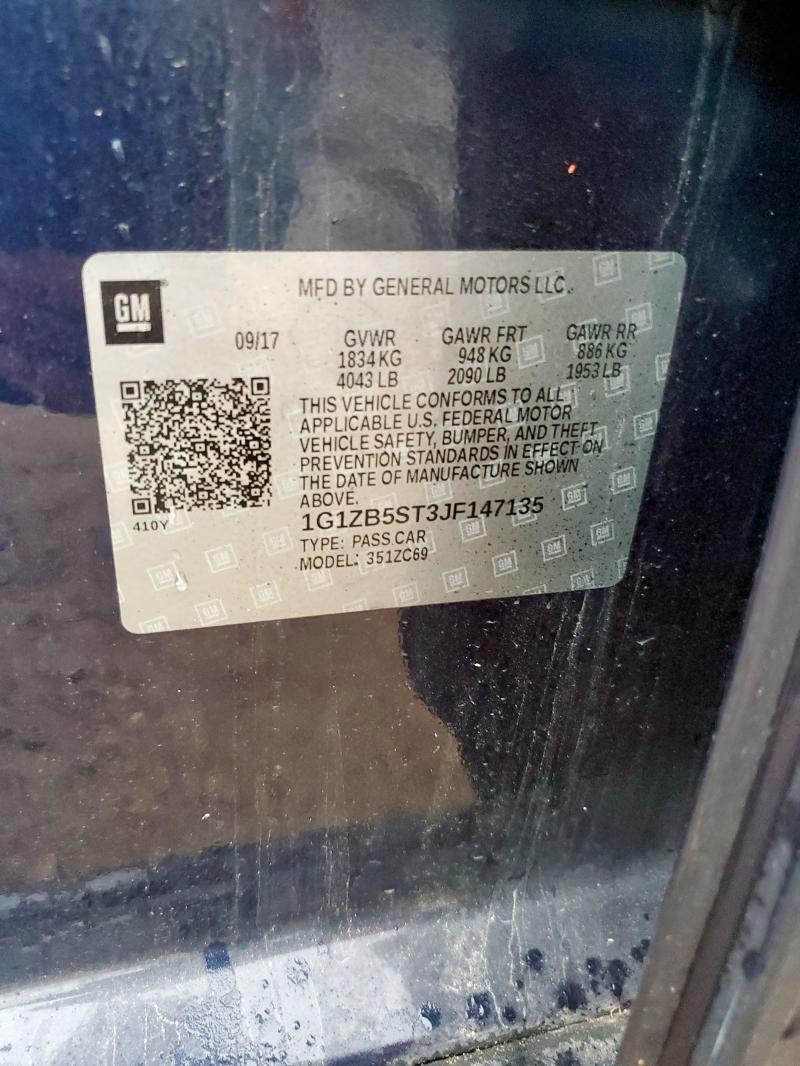 GM
MFD BY GENERAL MOTORS LLC.
09/17 GVWR GAWR FRT GAWR RR
1834 KG 948 KG 886 KG
4043 LB 2090 LB 1953 LB
THIS VEHICLE CONFORMS TO ALL
APPLICABLE U.S. FEDERAL MOTOR
VEHICLE SAFETY, BUMPER, AND THEFT
PREVENTION STANDARDS IN EFFECT ON
THE DATE OF MANUFACTURE SHOWN
ABOVE.
410Y
1G1ZB5ST3JF147135
TYPE: PASS CAR
MODEL: 351ZC69